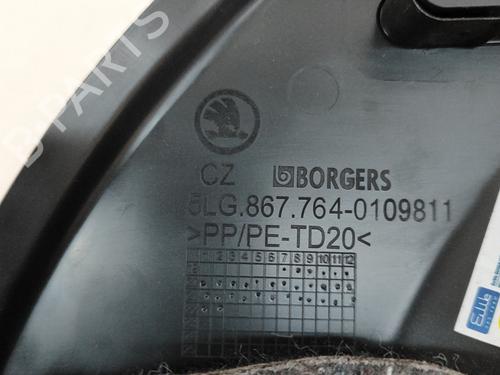 B-PARTS
CZ BORGERS
5LG.867.764-0109811
>PP/PE-TD20<
1 2 3 4 5 6 7 8 9 10 11 12